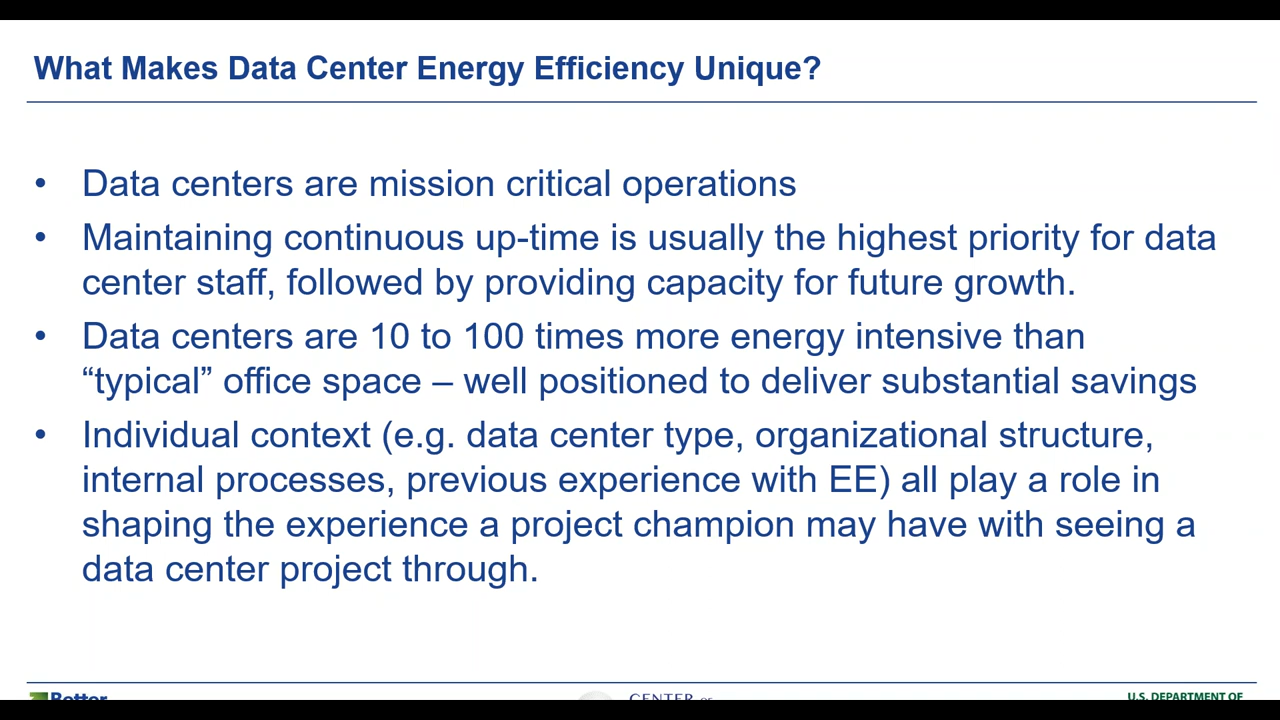 What Makes Data Center Energy Efficiency Unique?
• Data centers are mission critical operations
• Maintaining continuous up-time is usually the highest priority for data
center staff, followed by providing capacity for future growth.
• Data centers are 10 to 100 times more energy intensive than
“typical” office space – well positioned to deliver substantial savings
• Individual context (e.g. data center type, organizational structure,
internal processes, previous experience with EE) all play a role in
shaping the experience a project champion may have with seeing a
data center project through.
Better
CENTER OF
U.S. DEPARTMENT OF